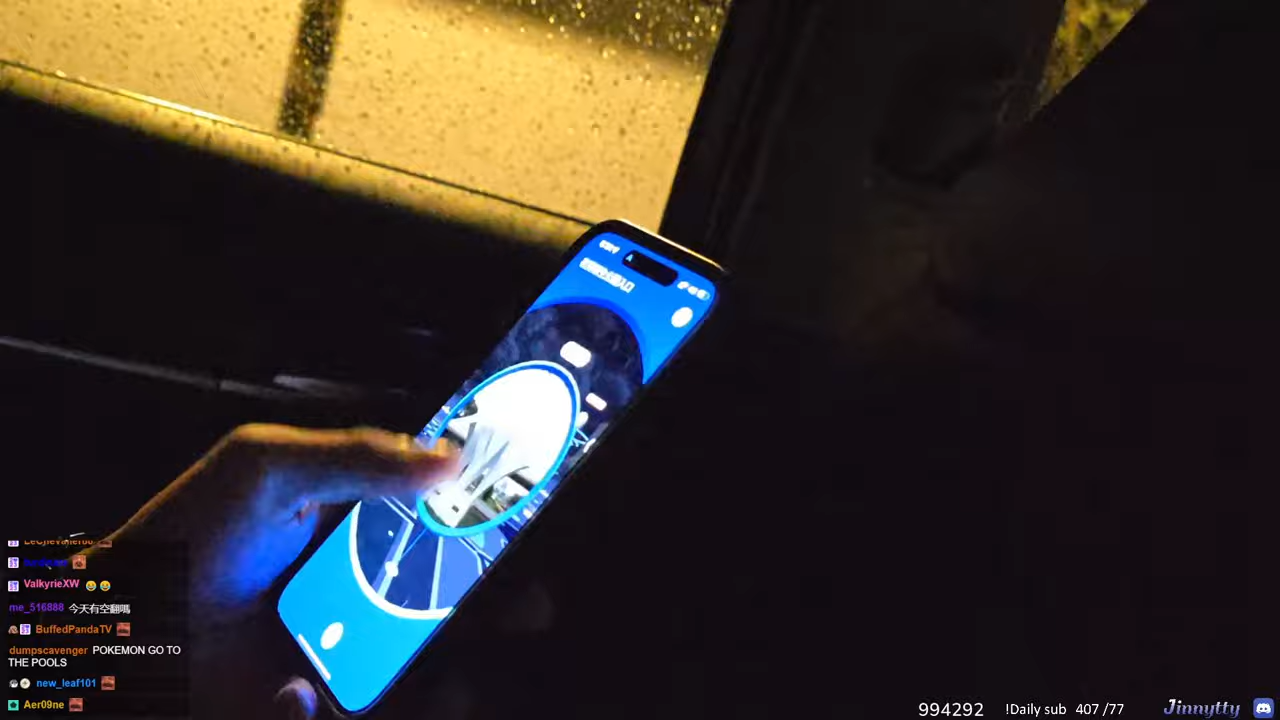 ValkyrieXW
me_516888 今天有空翻嗎
BuffedPandaTV
dumpscavenger POKEMON GO TO
THE POOLS
new_leaf101
Aer09ne
994292 !Daily sub 407 /77 Jinnytty